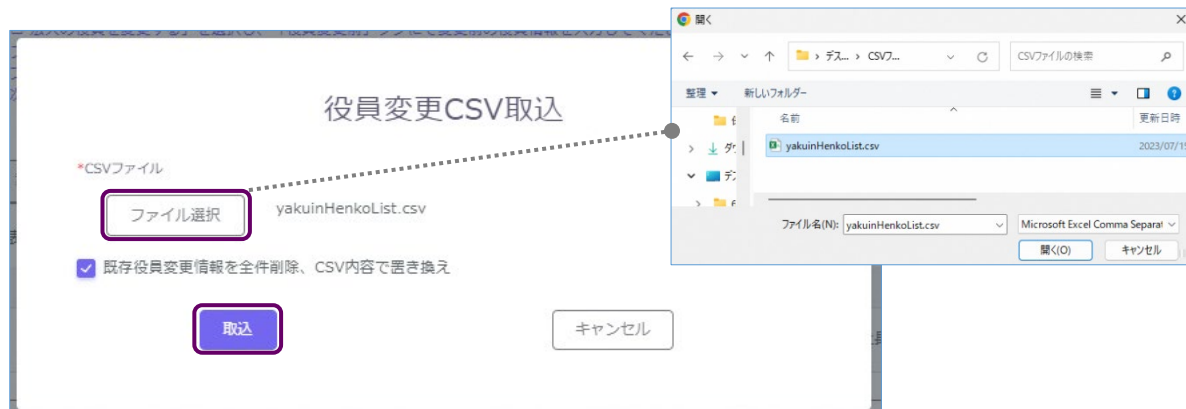 役員変更CSV取込
*CSVファイル
ファイル選択
yakuinHenkoList.csv
既存役員変更情報を全件削除、CSV内容で置き換え
取込
キャンセル
開く
デス... › CSVフ...
CSVファイルの検索
整理
新しいフォルダー
名前
更新日時
yakuinHenkoList.csv
2023/07/19
ファイル名(N):
yakuinHenkoList.csv
Microsoft Excel Comma Separat
開く(O)
キャンセル